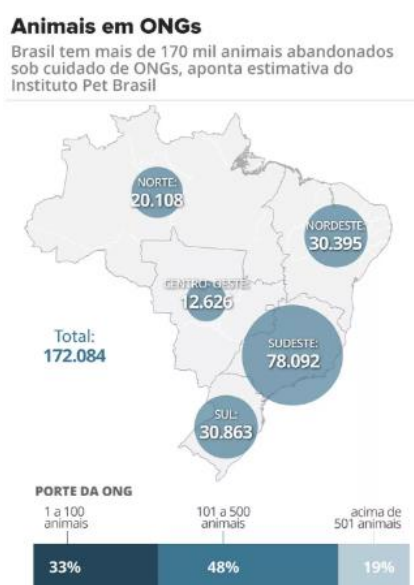 Animais em ONGs
Brasil tem mais de 170 mil animais abandonados
sob cuidado de ONGs, aponta estimativa do
Instituto Pet Brasil
NORTE:
20.108
NORDESTE:
30.395
CENTRO-OESTE:
12.626
Total:
172.084
SUDESTE:
78.092
SUL:
30.863
PORTE DA ONG
1 a 100
animais
101 a 500
animais
acima de
501 animais
33%
48%
19%